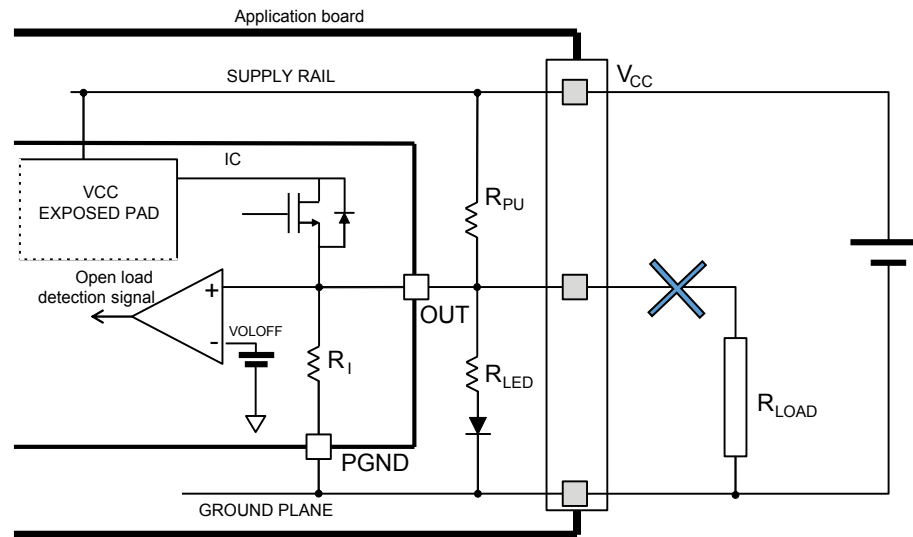 Application board
SUPPLY RAIL
VCC
IC
VCC
EXPOSED PAD
RPU
Open load
detection signal
+
-
VOLOFF
OUT
RI
RLED
RLOAD
PGND
GROUND PLANE